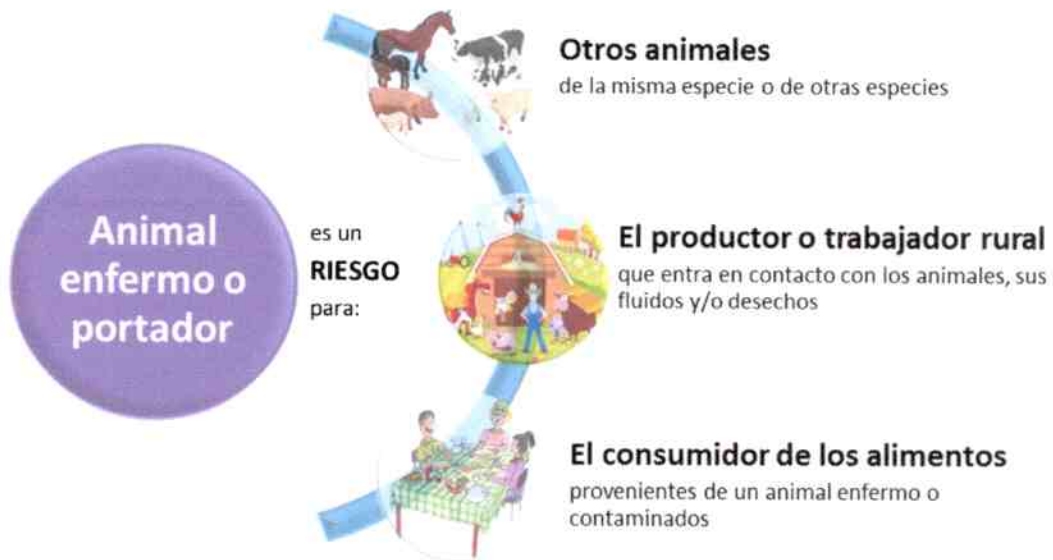 Otros animales
de la misma especie o de otras especies
Animal
enfermo o
portador
es un
RIESGO
para:
El productor o trabajador rural
que entra en contacto con los animales, sus
fluidos y/o desechos
El consumidor de los alimentos
provenientes de un animal enfermo o
contaminados